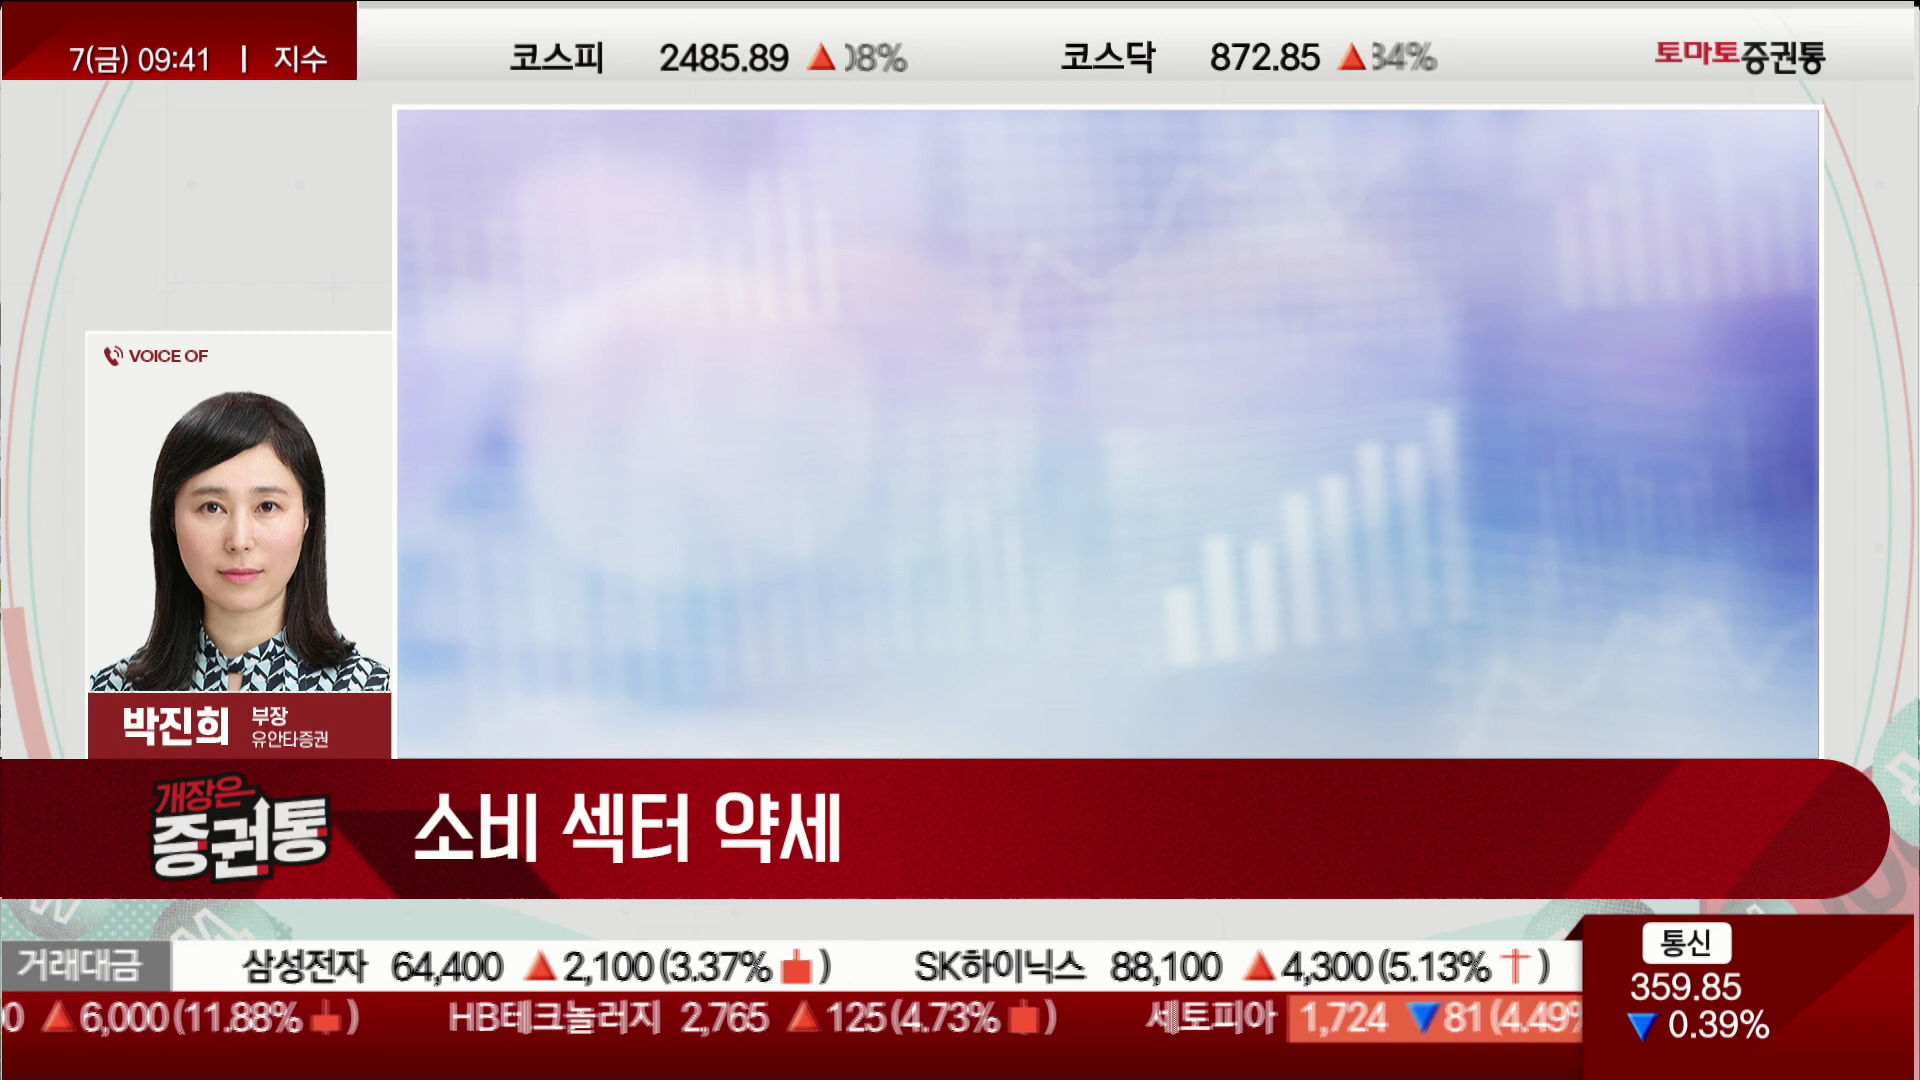 7(금) 09:41 | 지수
코스피 2485.89 ▲ 08%
코스닥 872.85 ▲ 34%
토마토증권통
VOICE OF
박진희 부장
유안타증권
개장은
증권통
소비 섹터 약세
거래대금 삼성전자 64,400 ▲2,100(3.37% ) SK하이닉스 88,100 ▲4,300(5.13% )
0 ▲6,000(11.88% ) HB테크놀러지 2,765 ▲125(4.73% ) 세토피아 1,724 ▼81(4.49%
통신
359.85
▼ 0.39%